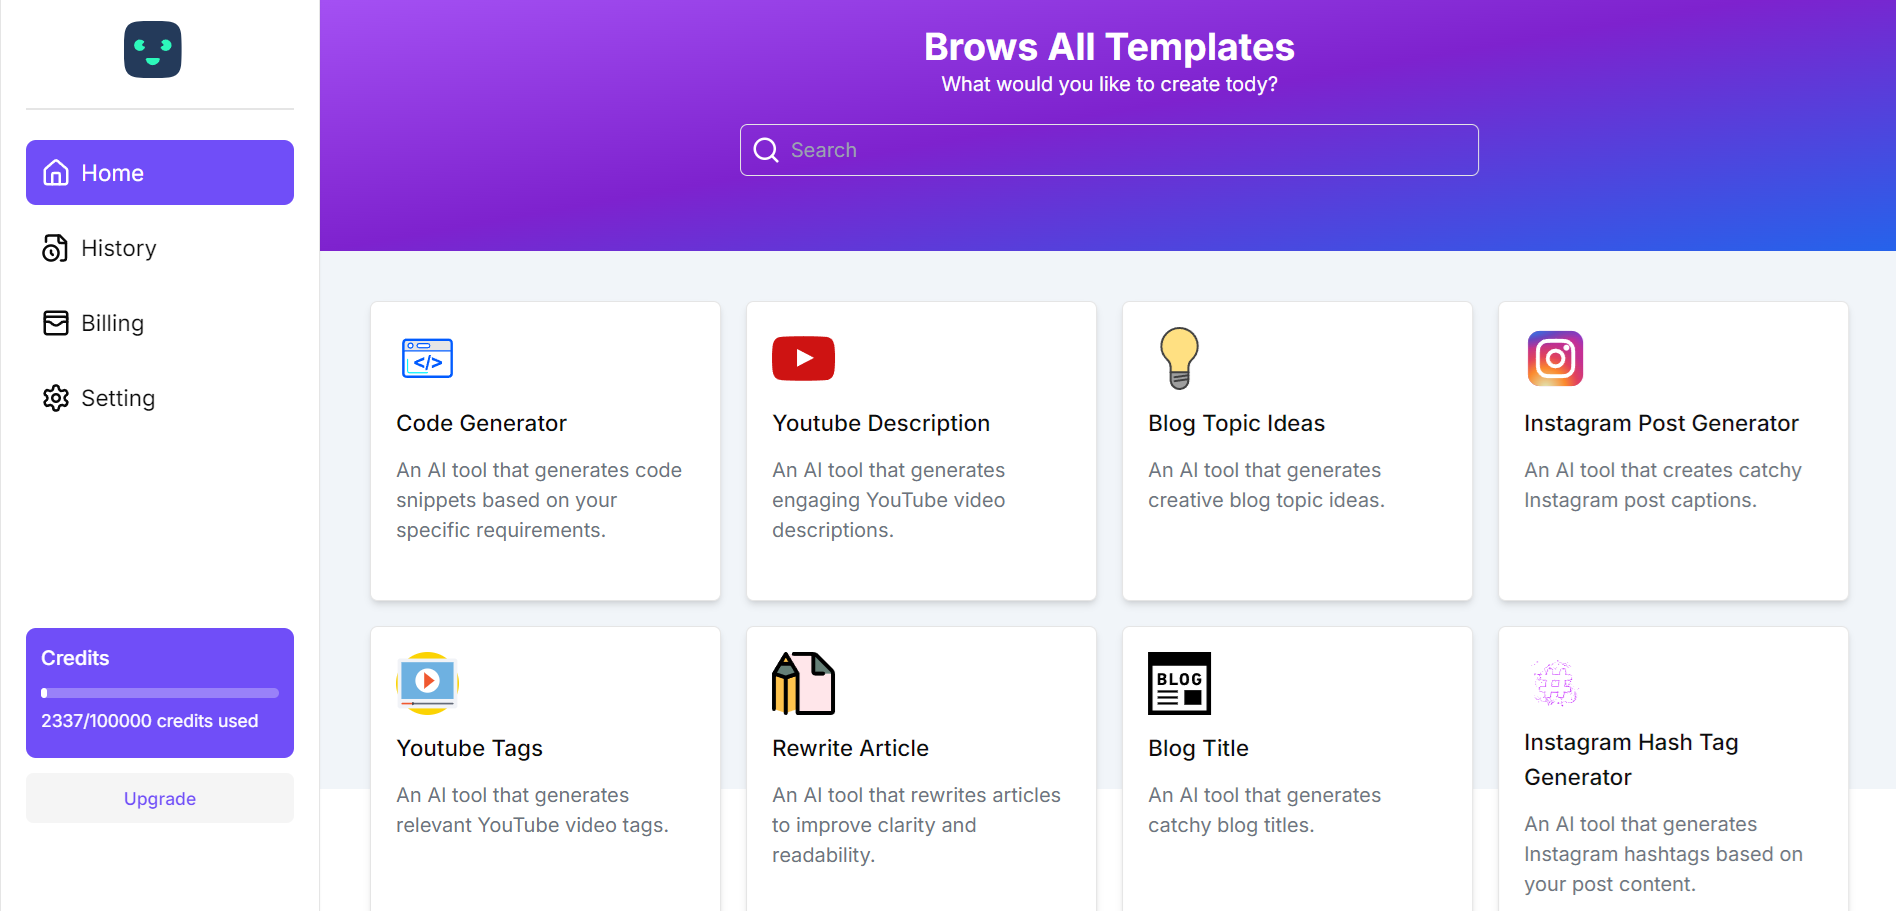 Home
History
Billing
Setting
Credits
2337/100000 credits used
Upgrade
Brows All Templates
What would you like to create tody?
Search
</>
Code Generator
An AI tool that generates code
snippets based on your
specific requirements.
Youtube Description
An AI tool that generates
engaging YouTube video
descriptions.
Blog Topic Ideas
An AI tool that generates
creative blog topic ideas.
Instagram Post Generator
An AI tool that creates catchy
Instagram post captions.
Youtube Tags
An AI tool that generates
relevant YouTube video tags.
Rewrite Article
An AI tool that rewrites articles
to improve clarity and
readability.
BLOG
Blog Title
An AI tool that generates
catchy blog titles.
#
Instagram Hash Tag
Generator
An AI tool that generates
Instagram hashtags based on
your post content.